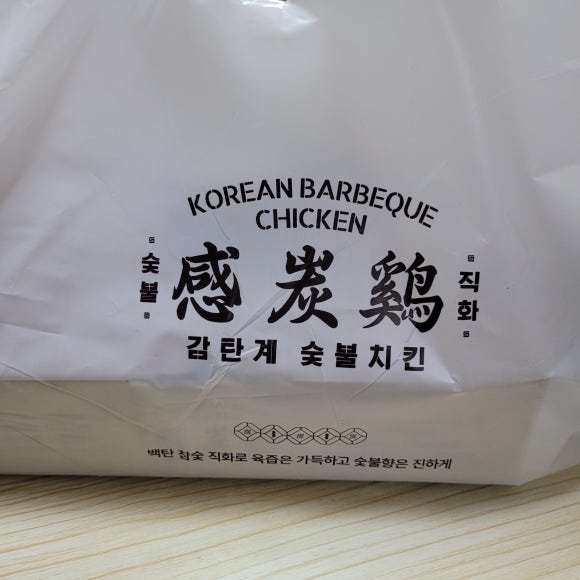 KOREAN BARBEQUE
CHICKEN
숯불
感炭鷄
직화
감탄계 숯불치킨
백탄 참숯 직화로 육즙은 가득하고 숯불향은 진하게